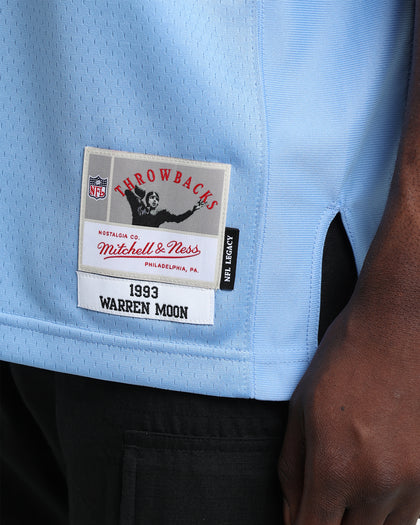 THROWBACKS
NFL
NOSTALGIA CO.
Mitchell & Ness
PHILADELPHIA, PA.
NFL LEGACY
1993
WARREN MOON